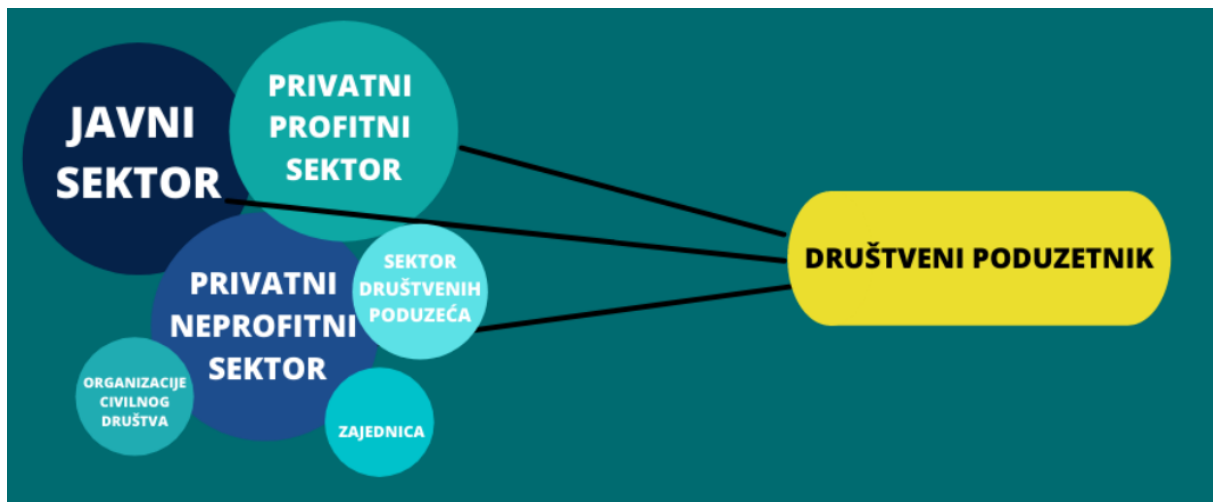 JAVNI
SEKTOR
PRIVATNI
PROFITNI
SEKTOR
PRIVATNI
NEPROFITNI
SEKTOR
SEKTOR
DRUŠTVENIH
PODUZEĆA
ORGANIZACIJE
CIVILNOG
DRUŠTVA
ZAJEDNICA
DRUŠTVENI PODUZETNIK